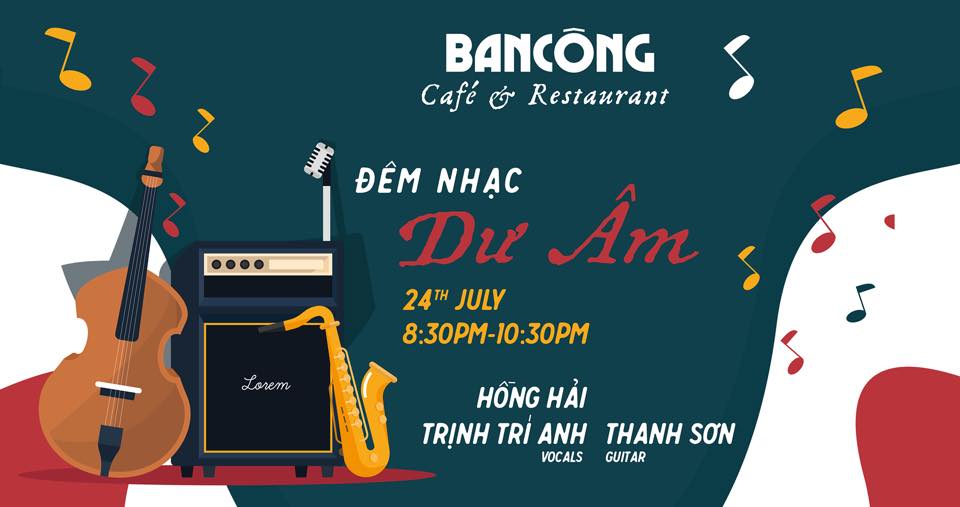 BANCÔNG
Café & Restaurant
ĐÊM NHẠC
Dư Âm
24TH JULY
8:30PM-10:30PM
Lorem
HỒNG HẢI
TRỊNH TRÍ ANH THANH SƠN
VOCALS GUITAR